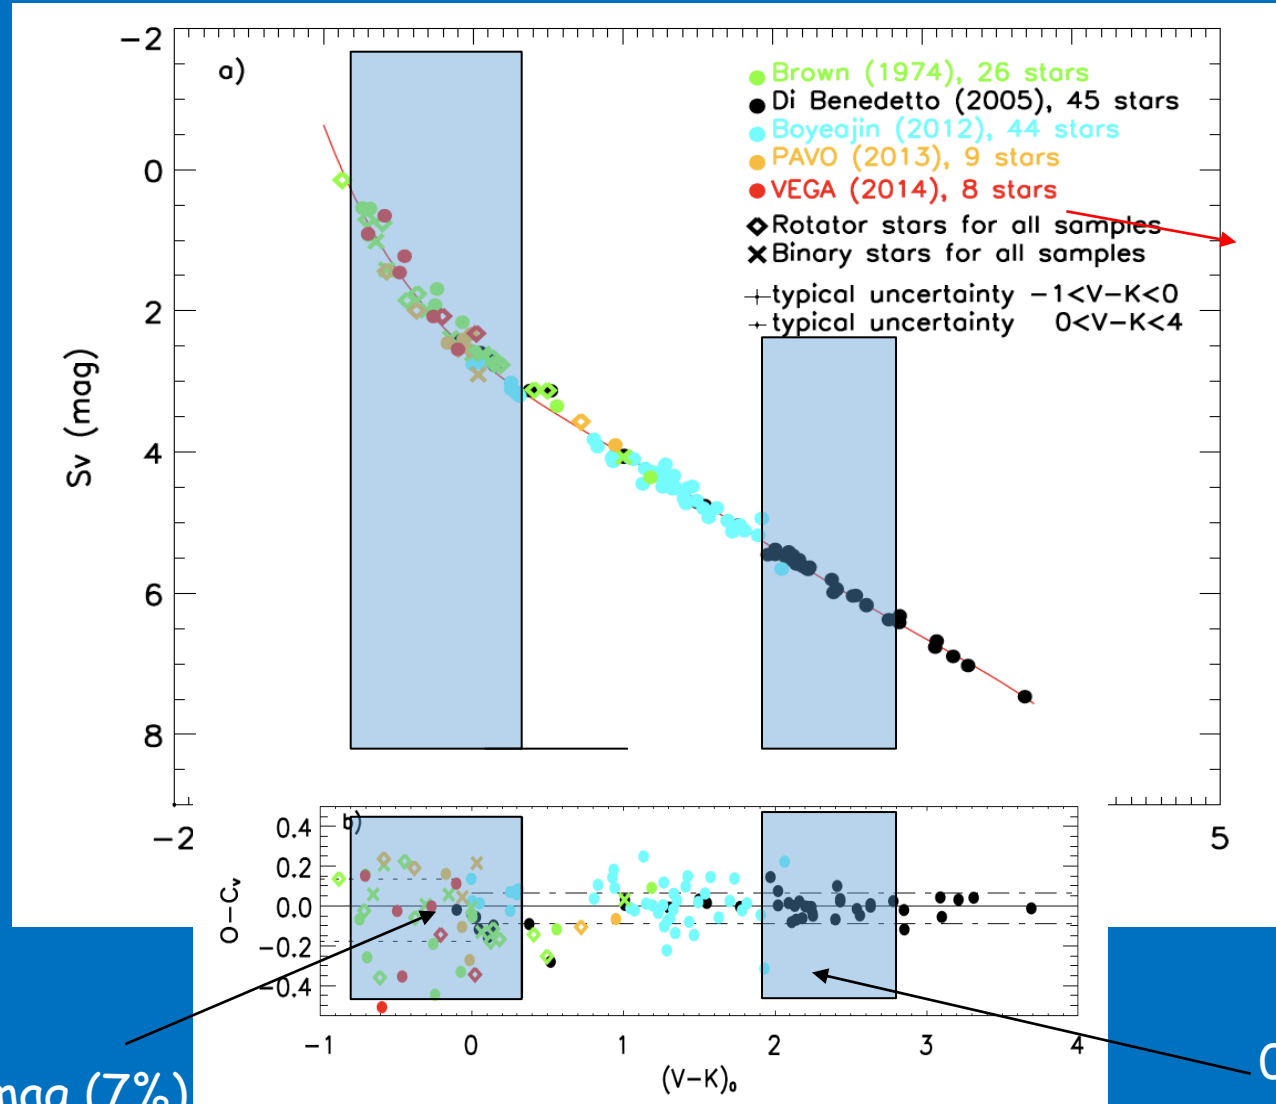 a)
Brown (1974), 26 stars
Di Benedetto (2005), 45 stars
Boyeajin (2012), 44 stars
PAVO (2013), 9 stars
VEGA (2014), 8 stars
Rotator stars for all samples
Binary stars for all samples
typical uncertainty −1<V−K<0
typical uncertainty 0<V−K<4
Sv (mag)
−2
0
2
4
6
8
−2
5
b)
O−Cv
0.4
0.2
0.0
−0.2
−0.4
−1
0
1
2
3
4
(V−K)₀
mag (7%)
0